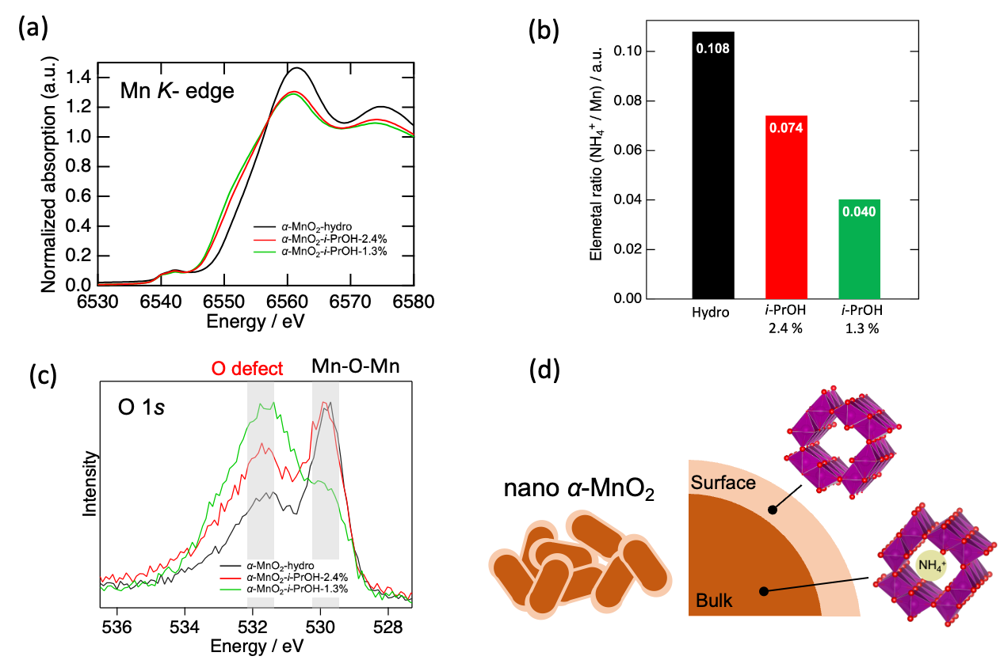 (a)
Normalized absorption (a.u.)
1.4
1.2
1.0
0.8
0.6
0.4
0.2
0.0
Mn K- edge
α-MnO₂-hydro
α-MnO₂-i-PrOH-2.4%
α-MnO₂-i-PrOH-1.3%
6530 6540 6550 6560 6570 6580
Energy / eV
(b)
Elemetal ratio (NH₄⁺ / Mn) / a.u.
0.10
0.08
0.06
0.04
0.02
0.00
0.108
0.074
0.040
Hydro
i-PrOH
2.4 %
i-PrOH
1.3 %
(c)
O defect
Mn-O-Mn
O 1s
Intensity
α-MnO₂-hydro
α-MnO₂-i-PrOH-2.4%
α-MnO₂-i-PrOH-1.3%
536 534 532 530 528
Energy / eV
(d)
nano α-MnO₂
Surface
Bulk
NH₄⁺